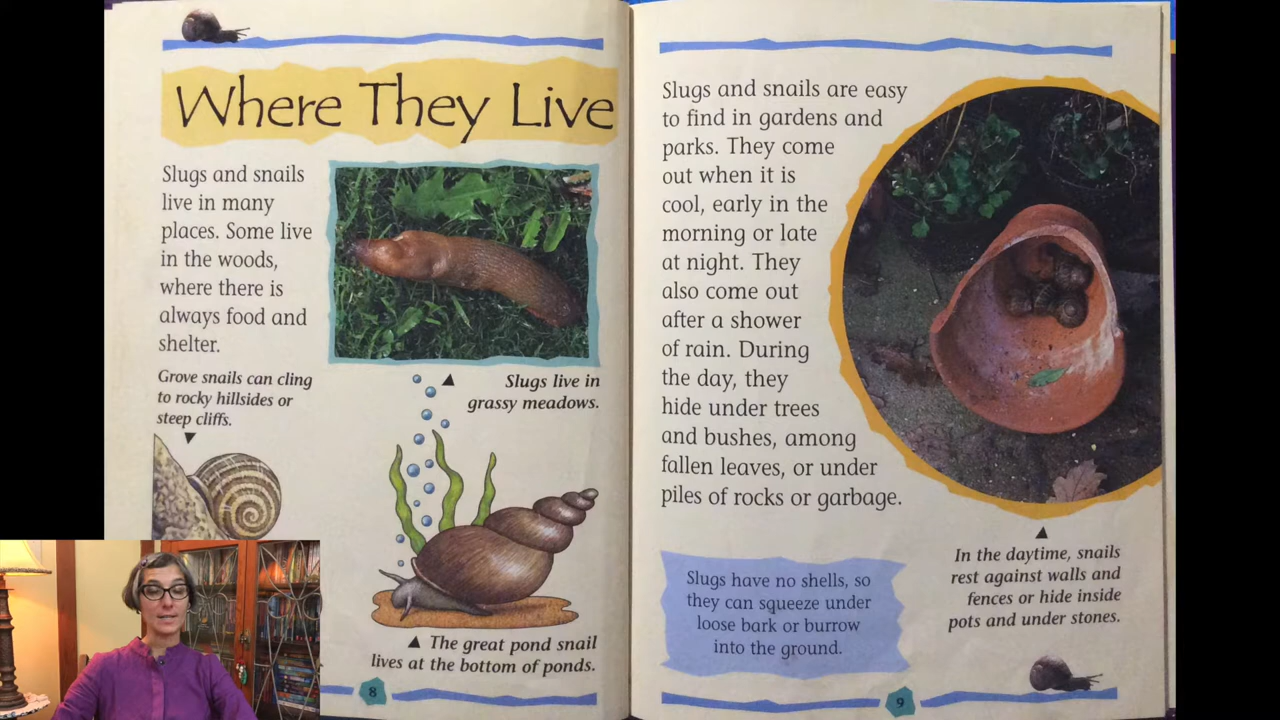 Where They Live
Slugs and snails
live in many
places. Some live
in the woods,
where there is
always food and
shelter.
Grove snails can cling
to rocky hillsides or
steep cliffs.
Slugs live in
grassy meadows.
The great pond snail
lives at the bottom of ponds.
8
Slugs and snails are easy
to find in gardens and
parks. They come
out when it is
cool, early in the
morning or late
at night. They
also come out
after a shower
of rain. During
the day, they
hide under trees
and bushes, among
fallen leaves, or under
piles of rocks or garbage.
Slugs have no shells, so
they can squeeze under
loose bark or burrow
into the ground.
In the daytime, snails
rest against walls and
fences or hide inside
pots and under stones.
9